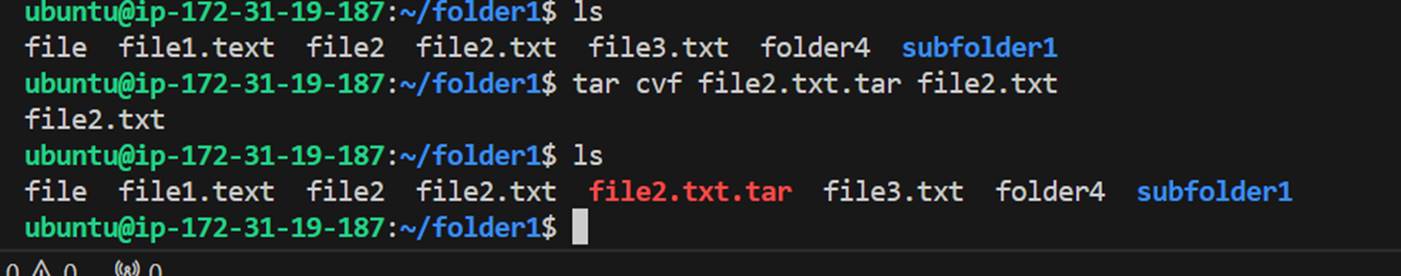 ubuntu@ip-172-31-19-187:~/folder1$ ls
file  file1.text  file2  file2.txt  file3.txt  folder4  subfolder1
ubuntu@ip-172-31-19-187:~/folder1$ tar cvf file2.txt.tar file2.txt
file2.txt
ubuntu@ip-172-31-19-187:~/folder1$ ls
file  file1.text  file2  file2.txt  file2.txt.tar  file3.txt  folder4  subfolder1
ubuntu@ip-172-31-19-187:~/folder1$
0 0 0